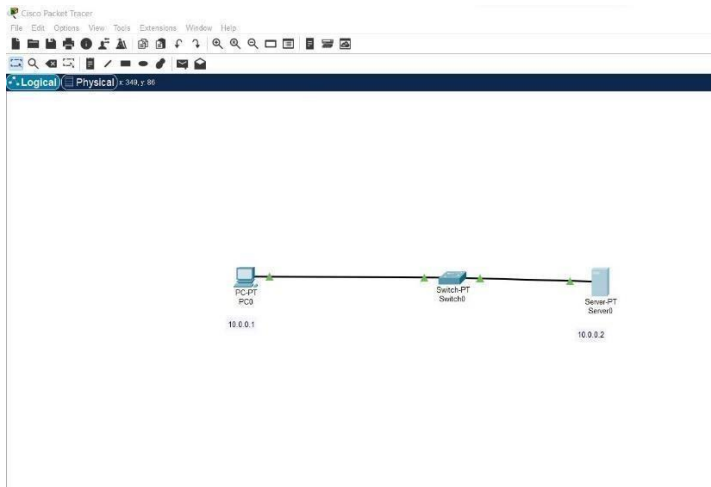 Cisco Packet Tracer
File Edit Options View Tools Extensions Window Help
Logical Physical x: 349, y: 86
PC-PT
PC0
10.0.0.1
Switch-PT
Switch0
Server-PT
Server0
10.0.0.2